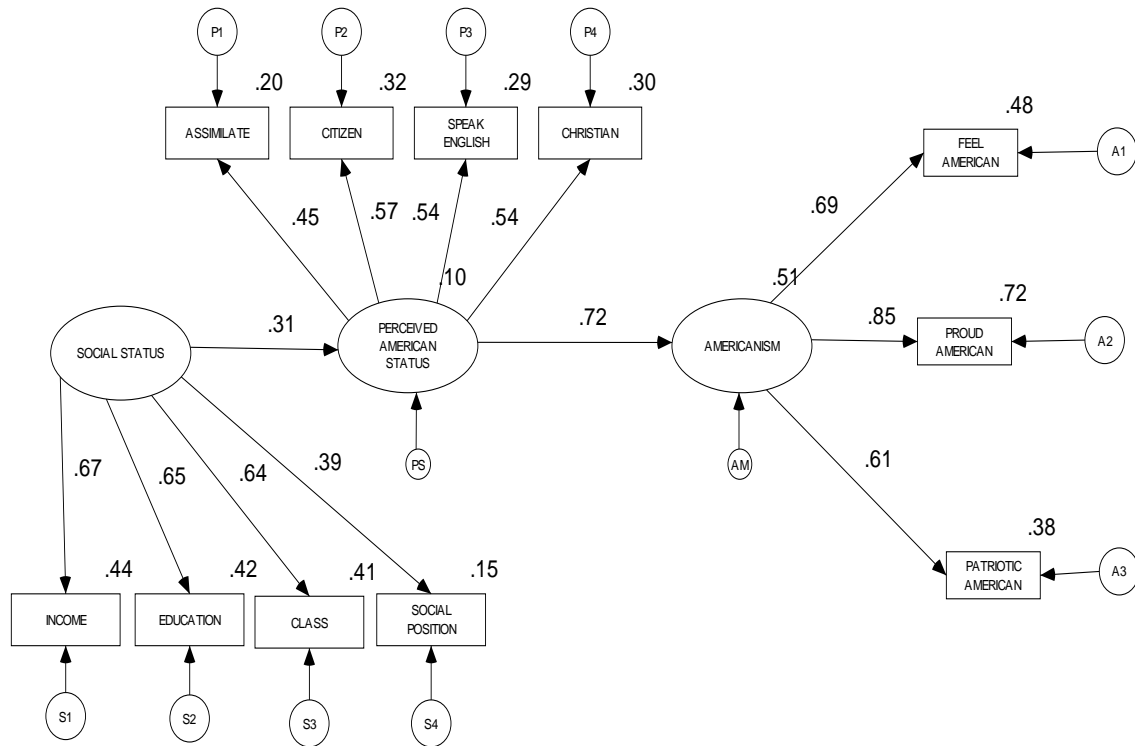 P1
P2
P3
P4
.20
.32
.29
.30
ASSIMILATE
CITIZEN
SPEAK
ENGLISH
CHRISTIAN
.48
FEEL
AMERICAN
A1
.45
.57
.54
.54
.69
.10
.51
.72
SOCIAL STATUS
.31
PERCEIVED
AMERICAN
STATUS
.72
AMERICANISM
.85
PROUD
AMERICAN
A2
PS
AM
.67
.65
.64
.39
.61
.44
.42
.41
.15
.38
INCOME
EDUCATION
CLASS
SOCIAL
POSITION
PATRIOTIC
AMERICAN
A3
S1
S2
S3
S4